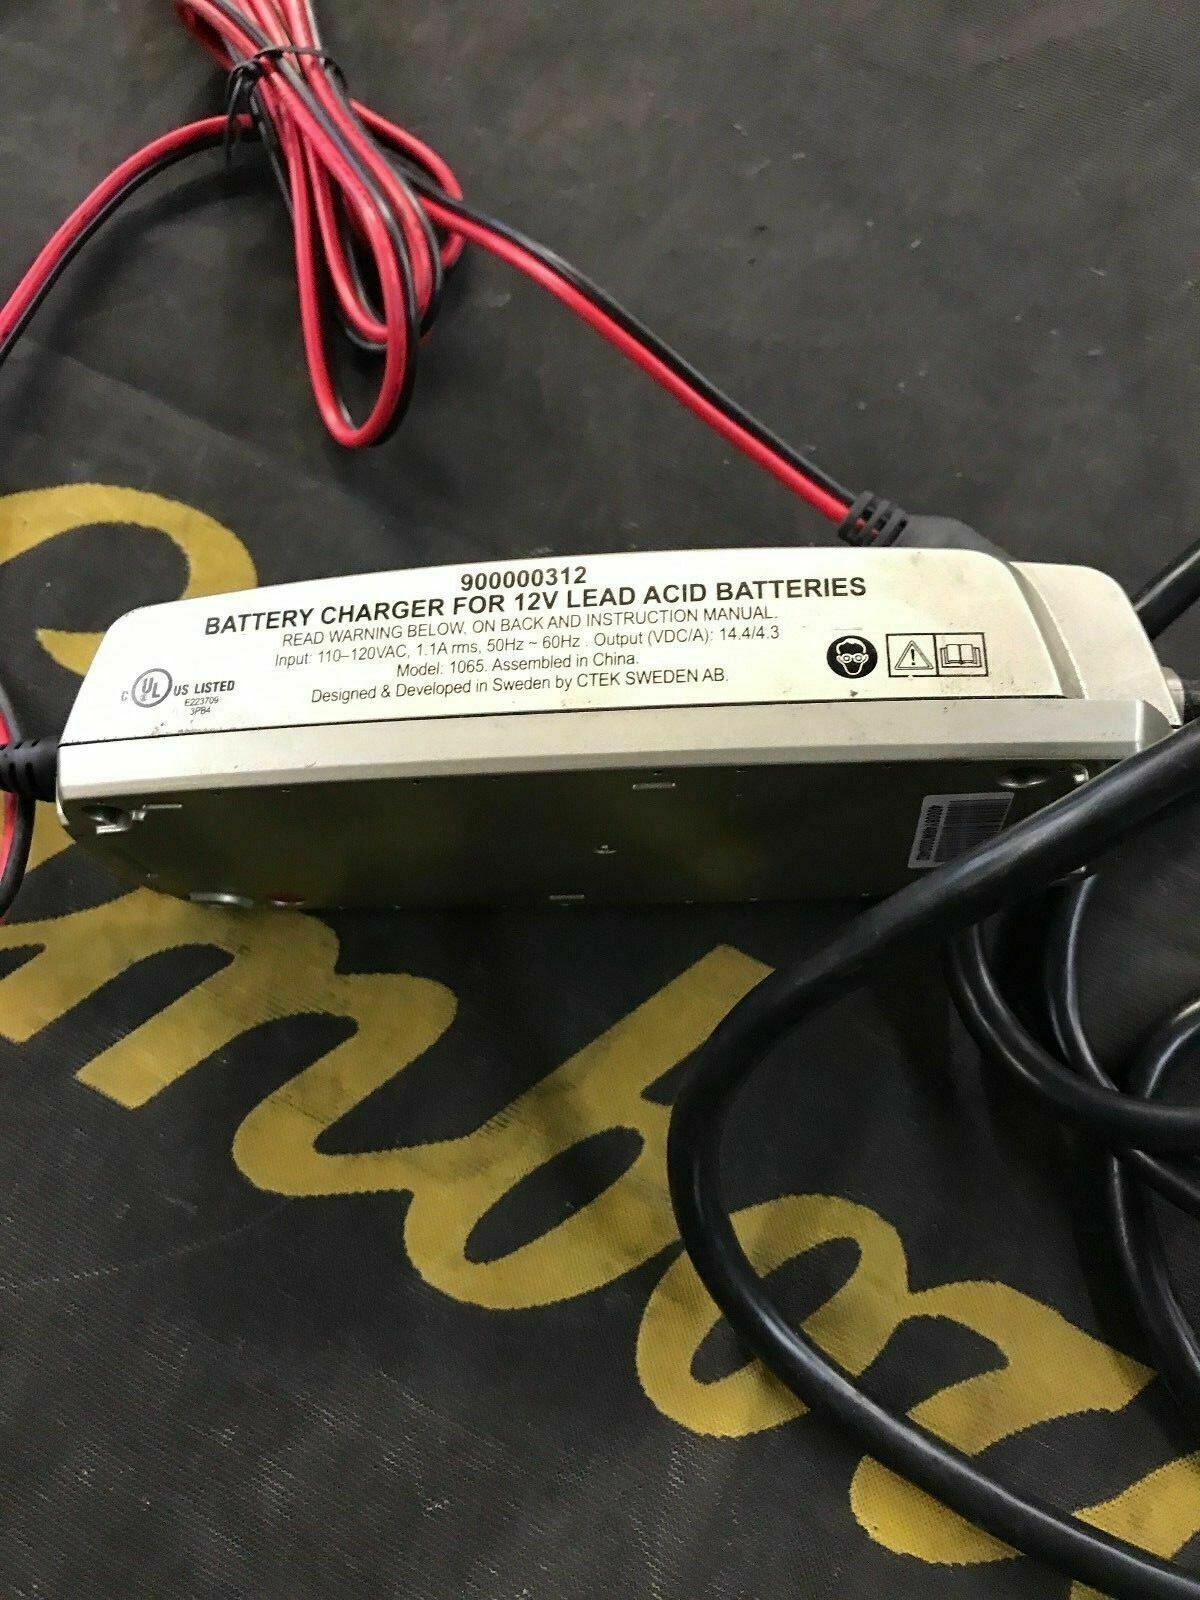 900000312
BATTERY CHARGER FOR 12V LEAD ACID BATTERIES
READ WARNING BELOW, ON BACK AND INSTRUCTION MANUAL.
Input: 110–120VAC, 1.1A rms, 50Hz ~ 60Hz . Output (VDC/A): 14.4/4.3
Model: 1065. Assembled in China.
Designed & Developed in Sweden by CTEK SWEDEN AB.
C UL US LISTED
E223709
3PB4